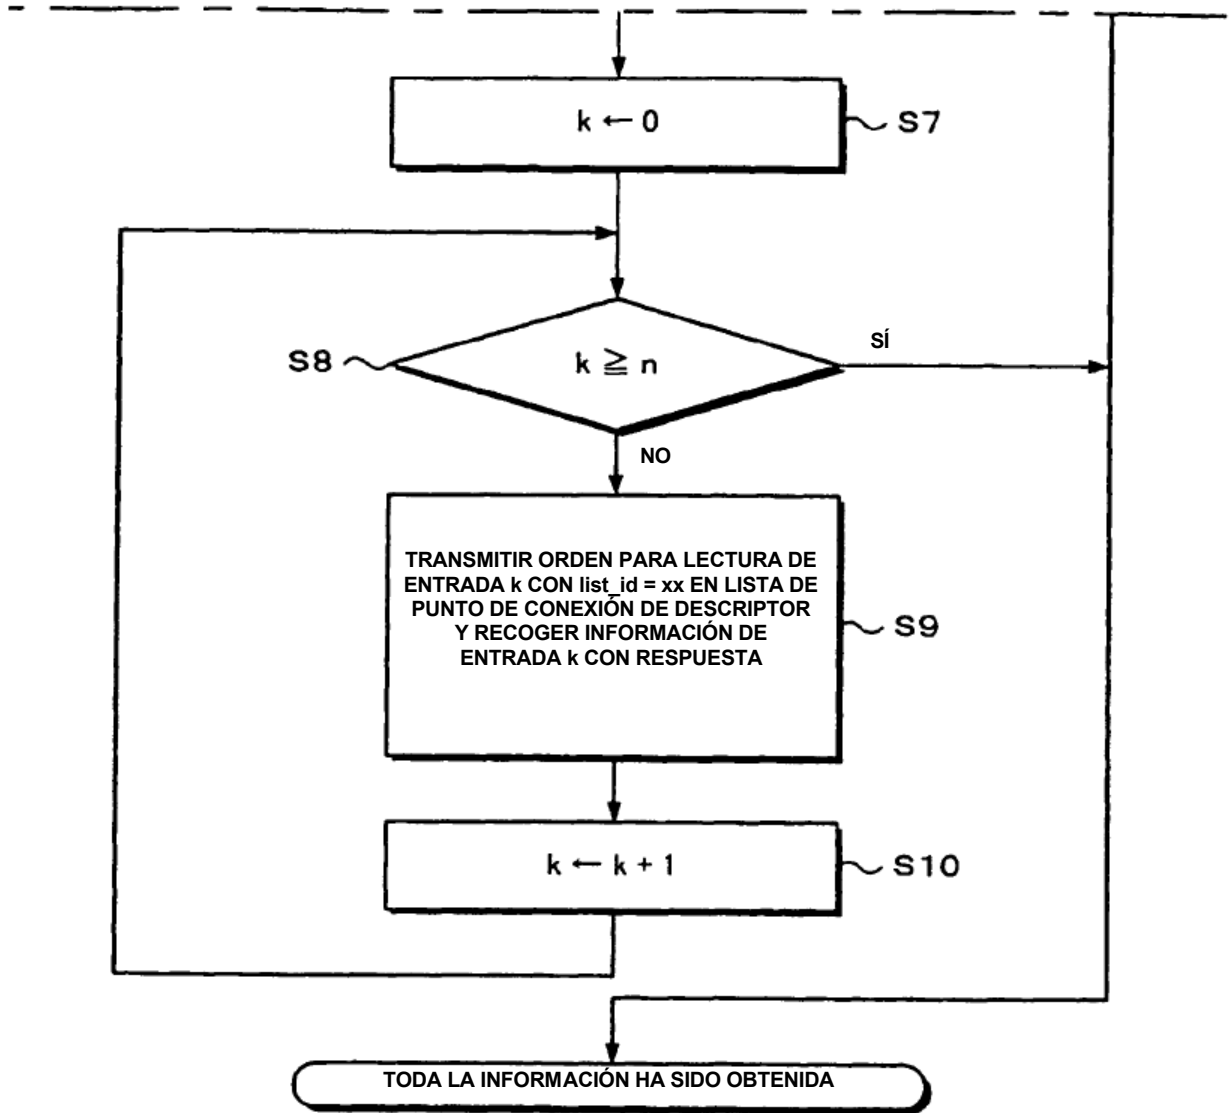 k ← 0
S7
S8
k ≧ n
SÍ
NO
TRANSMITIR ORDEN PARA LECTURA DE
ENTRADA k CON list_id = xx EN LISTA DE
PUNTO DE CONEXIÓN DE DESCRIPTOR
Y RECOGER INFORMACIÓN DE
ENTRADA k CON RESPUESTA
S9
k ← k + 1
S10
TODA LA INFORMACIÓN HA SIDO OBTENIDA